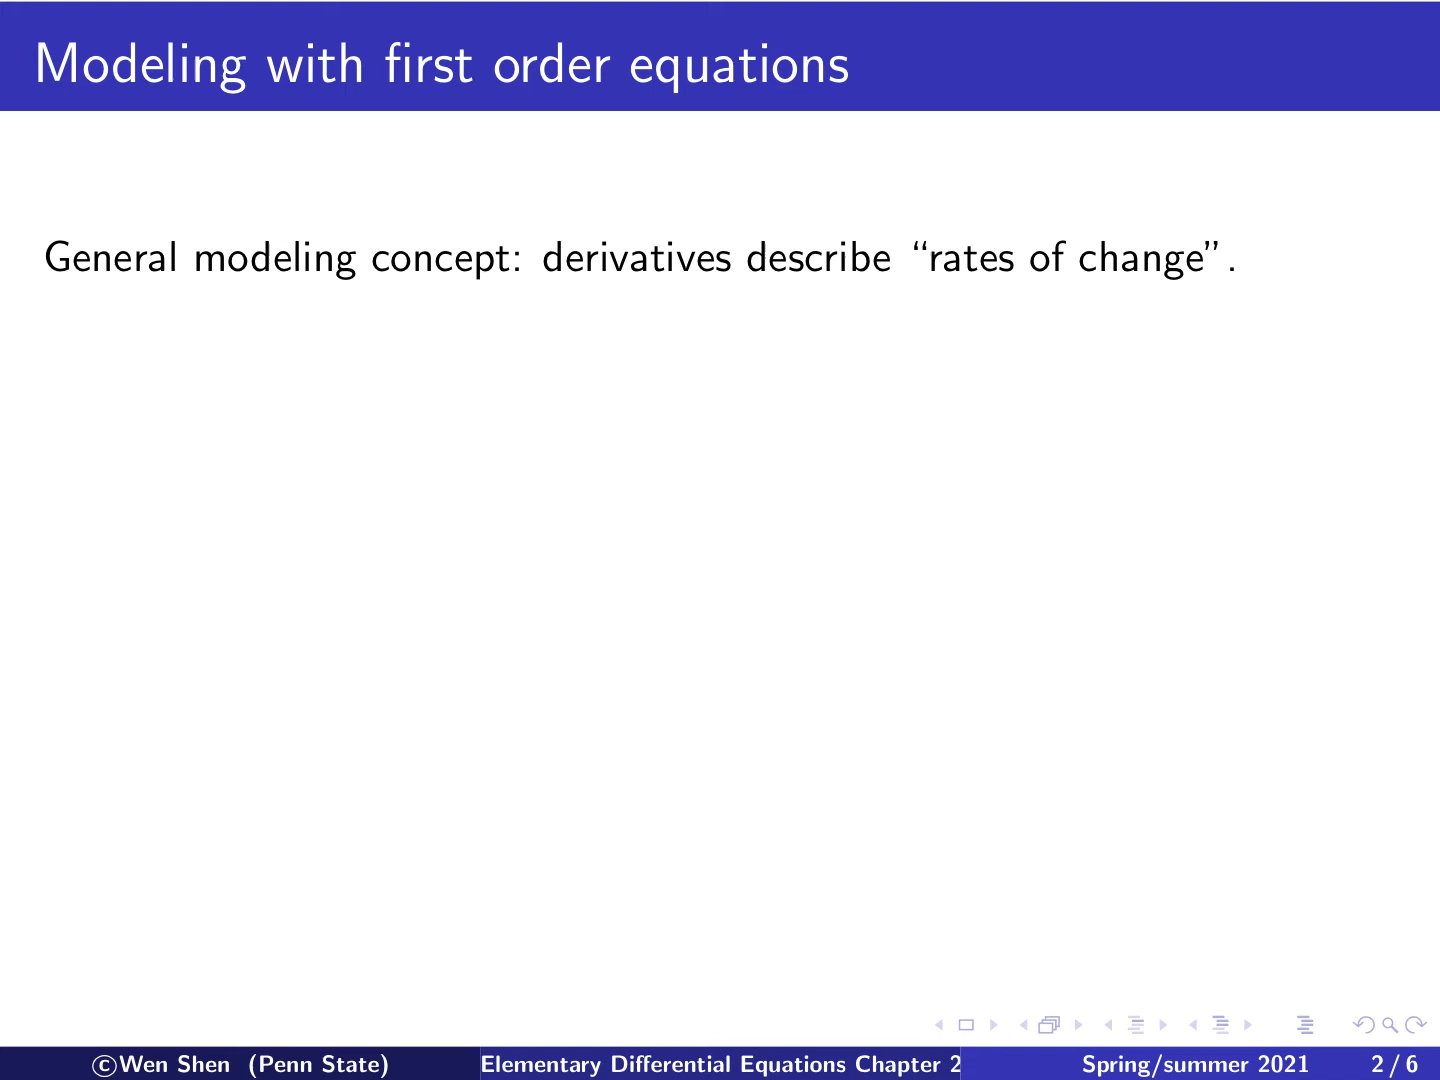 Modeling with first order equations
General modeling concept: derivatives describe “rates of change”.
©Wen Shen (Penn State) Elementary Differential Equations Chapter 2 Spring/summer 2021 2 / 6